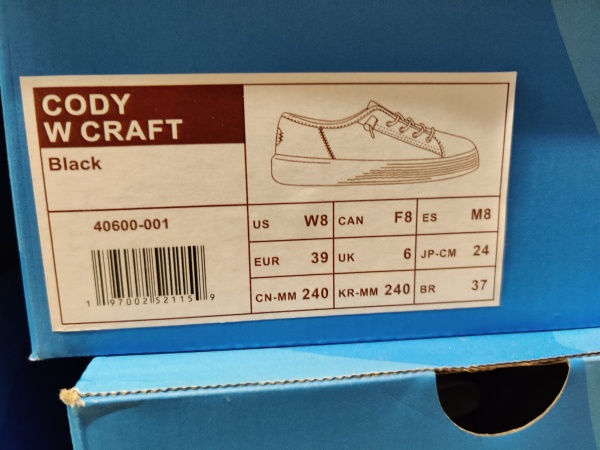 CODY
W CRAFT
Black
40600-001
1 97002 52115 9
US W8 CAN F8 ES M8
EUR 39 UK 6 JP-CM 24
CN-MM 240 KR-MM 240 BR 37